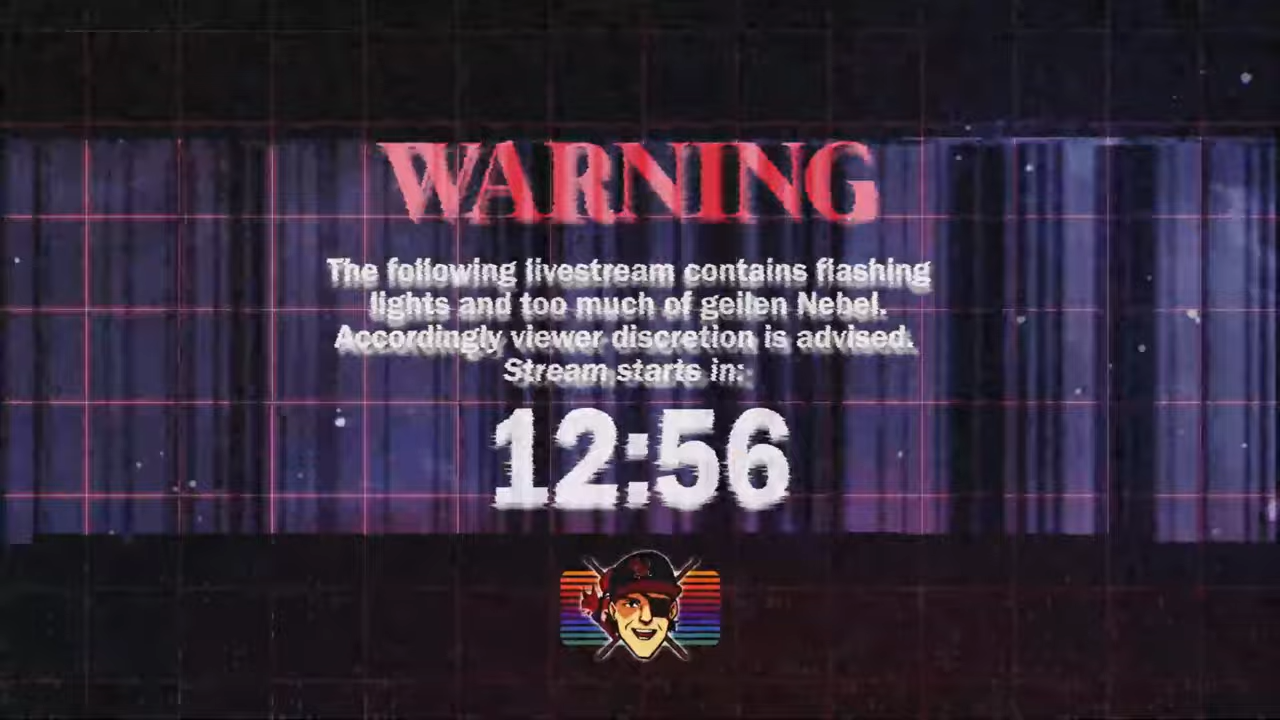 WARNING
The following livestream contains flashing
lights and too much of geilen Nebel.
Accordingly viewer discretion is advised.
Stream starts in:
12:56